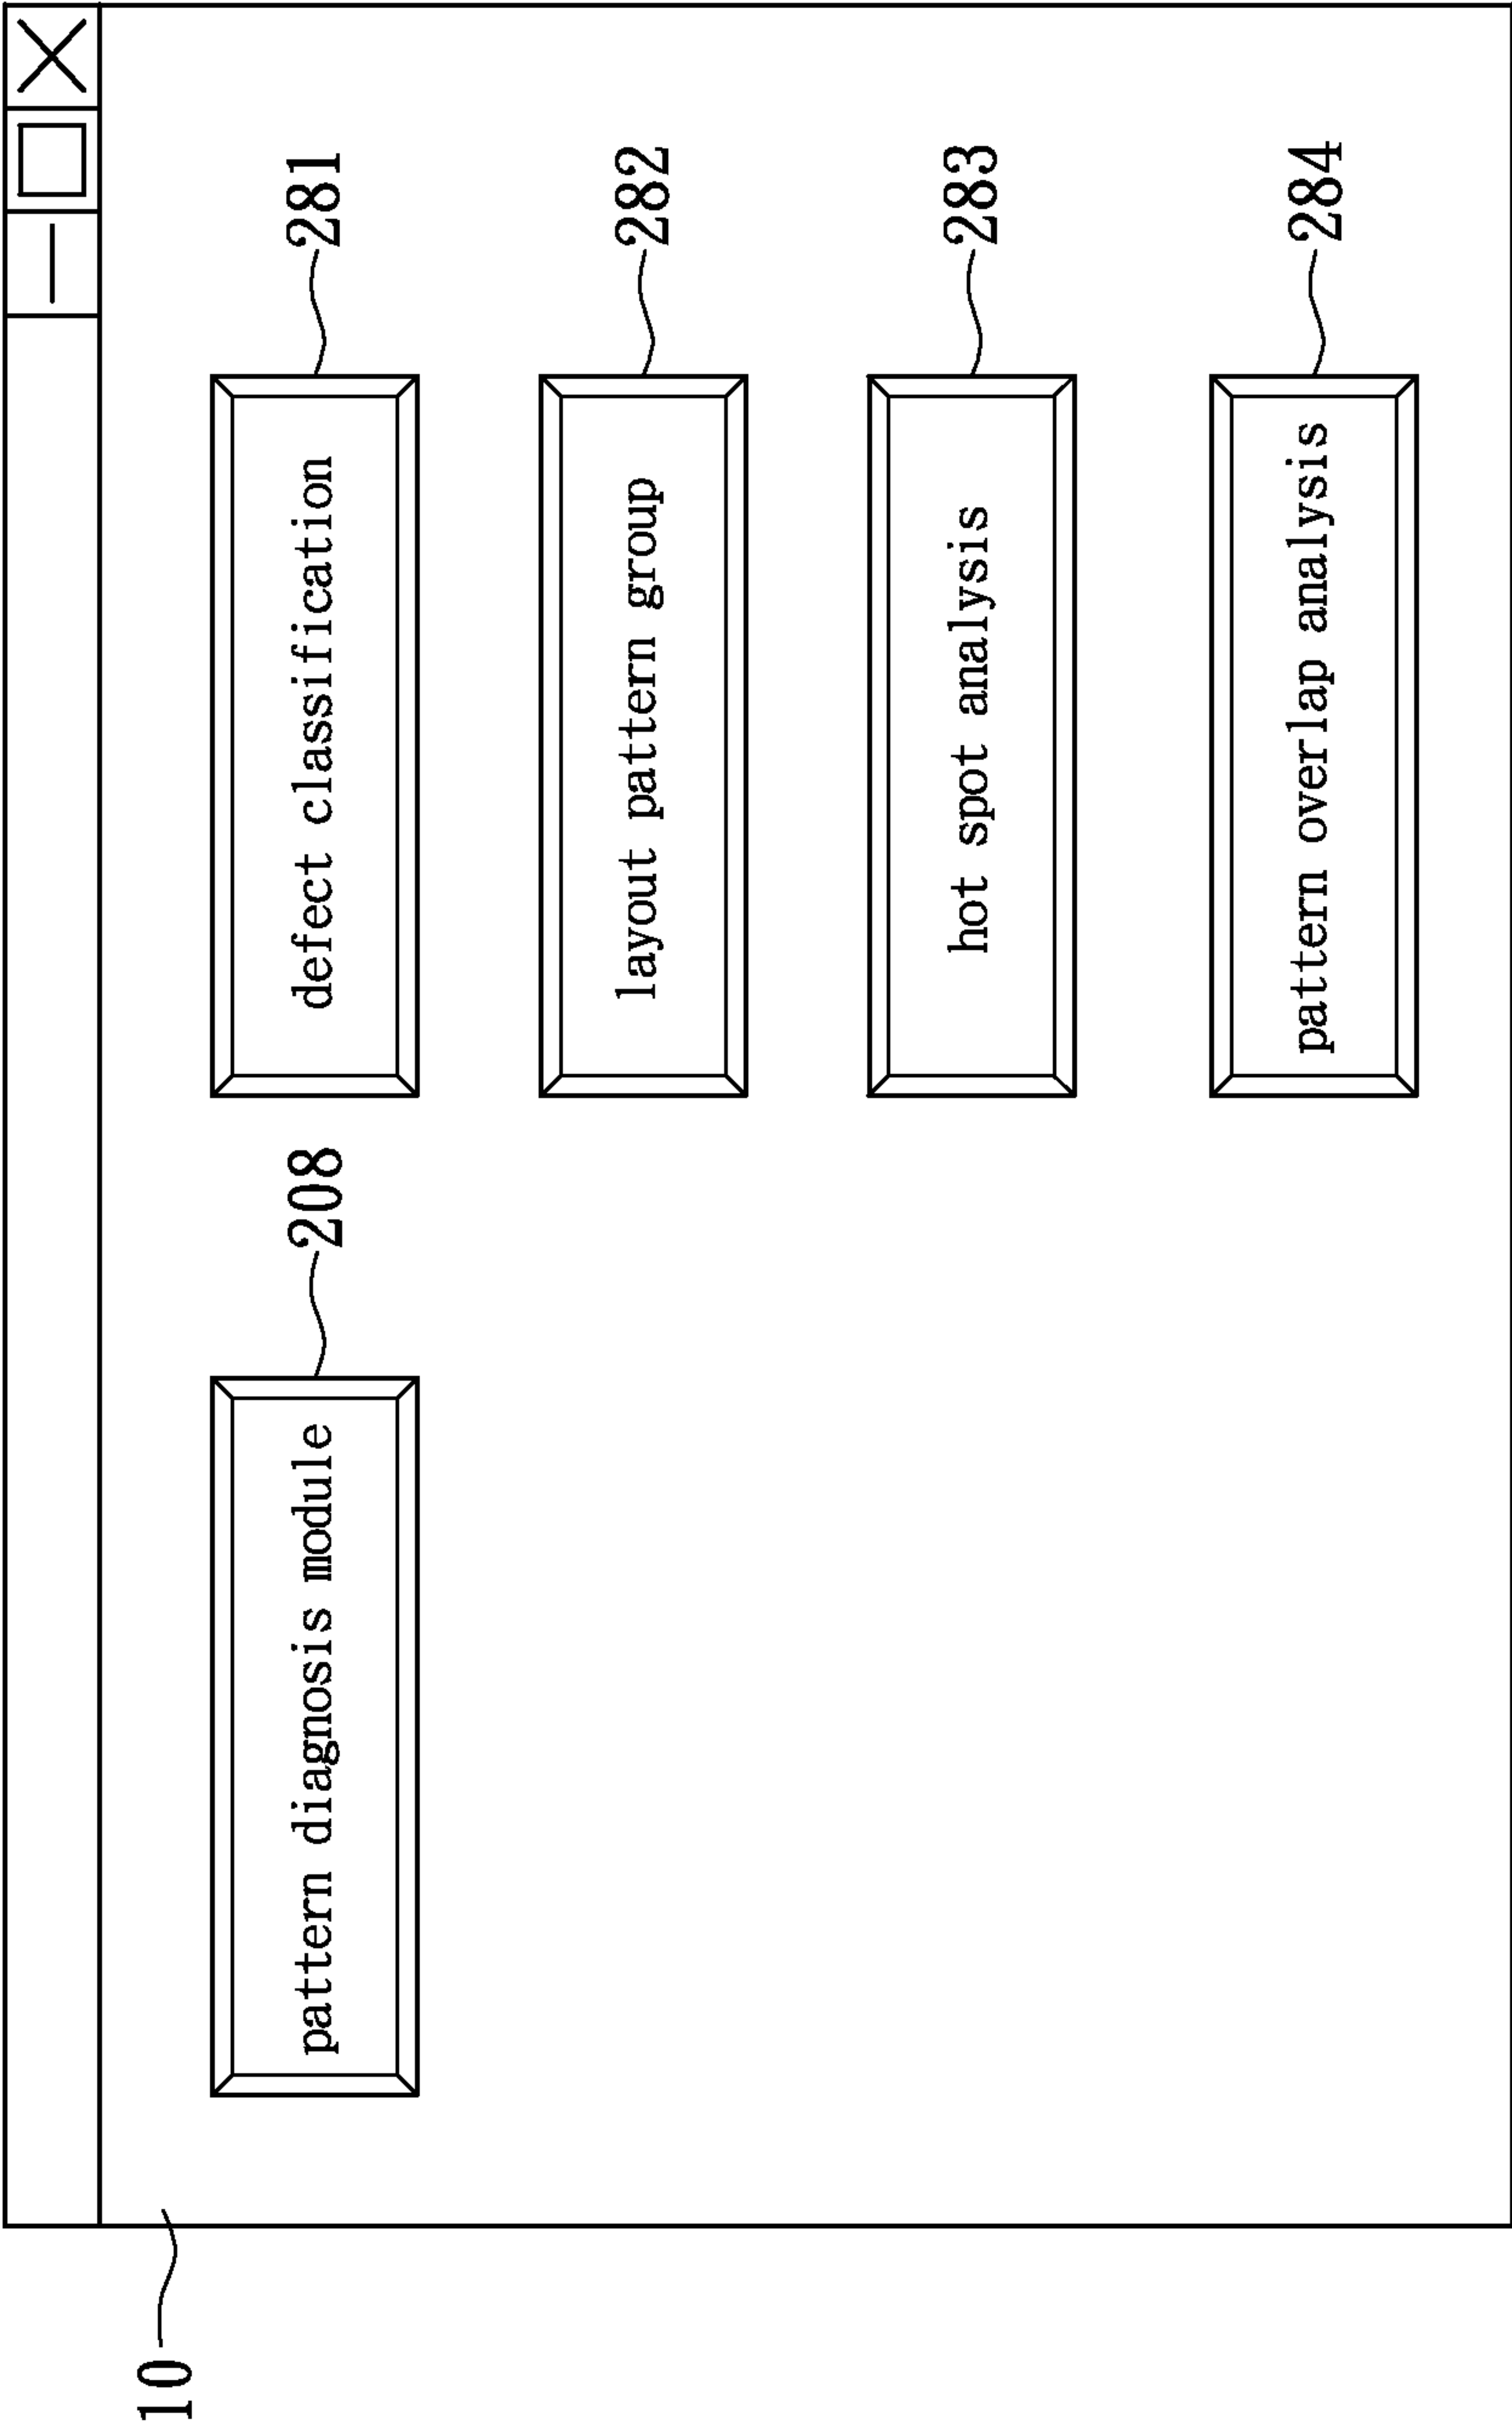 10
pattern diagnosis module
208
defect classification
281
layout pattern group
282
hot spot analysis
283
pattern overlap analysis
284